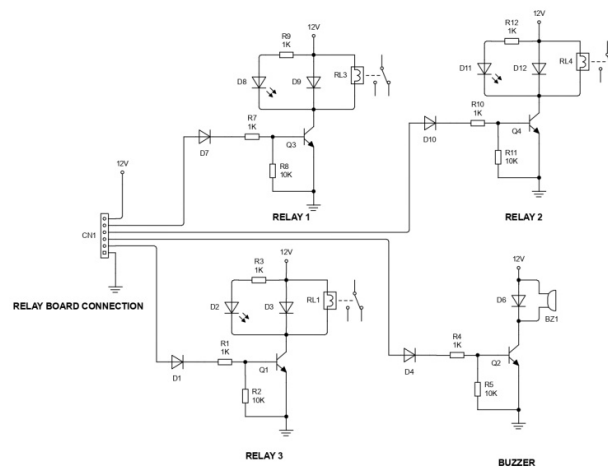 12V
R9
1K
D8
D9
RL3
R7
1K
D7
Q3
R8
10K
RELAY 1
12V
R12
1K
D11
D12
RL4
R10
1K
D10
Q4
R11
10K
RELAY 2
12V
CN1
RELAY BOARD CONNECTION
12V
R3
1K
D2
D3
RL1
R1
1K
D1
Q1
R2
10K
RELAY 3
12V
D6
BZ1
R4
1K
D4
Q2
R5
10K
BUZZER